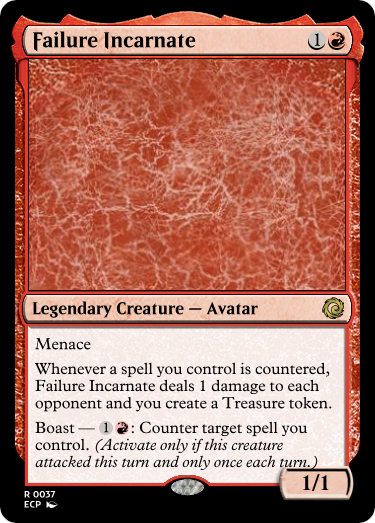 Failure Incarnate 1
Legendary Creature — Avatar
Menace
Whenever a spell you control is countered,
Failure Incarnate deals 1 damage to each
opponent and you create a Treasure token.
Boast — 1 : Counter target spell you
control. (Activate only if this creature
attacked this turn and only once each turn.)
1/1
R 0037
ECP